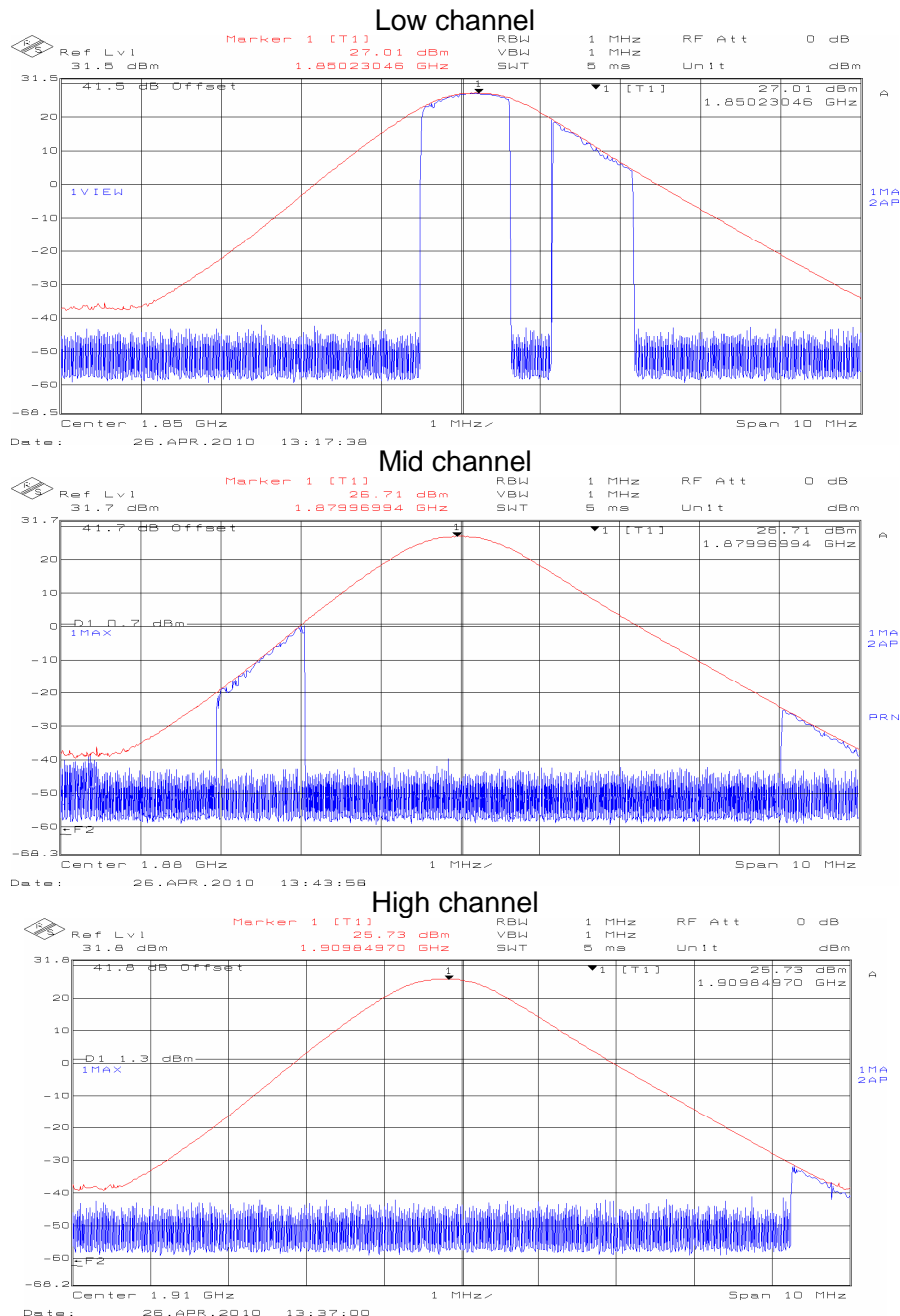 Low channel
Marker 1 [T1] RBW 1 MHz RF Att 0 dB
Ref Lvl 27.01 dBm VBW 1 MHz
31.5 dBm 1.85023046 GHz SWT 5 ms Unit dBm
31.5
41.5 dB Offset 1 ▼1 [T1] 27.01 dBm A
1.85023046 GHz
20
10
0
1VIEW 1MA
2AP
-10
-20
-30
-40
-50
-60
-68.5
Center 1.85 GHz 1 MHz/ Span 10 MHz
Date: 26.APR.2010 13:17:38
Mid channel
Marker 1 [T1] RBW 1 MHz RF Att 0 dB
Ref Lvl 26.71 dBm VBW 1 MHz
31.7 dBm 1.87996994 GHz SWT 5 ms Unit dBm
31.7
41.7 dB Offset 1 ▼1 [T1] 26.71 dBm A
1.87996994 GHz
20
10
0 D1 0.7 dBm
1MAX 1MA
2AP
-10
-20
PRN
-30
-40
-50
-60
←F2
-68.3
Center 1.88 GHz 1 MHz/ Span 10 MHz
Date: 26.APR.2010 13:43:58
High channel
Marker 1 [T1] RBW 1 MHz RF Att 0 dB
Ref Lvl 25.73 dBm VBW 1 MHz
31.8 dBm 1.90984970 GHz SWT 5 ms Unit dBm
31.8
41.8 dB Offset 1 ▼1 [T1] 25.73 dBm A
1.90984970 GHz
20
10
0 D1 1.3 dBm
1MAX 1MA
2AP
-10
-20
-30
-40
-50
-60
←F2
-68.2
Center 1.91 GHz 1 MHz/ Span 10 MHz
Date: 26.APR.2010 13:37:00